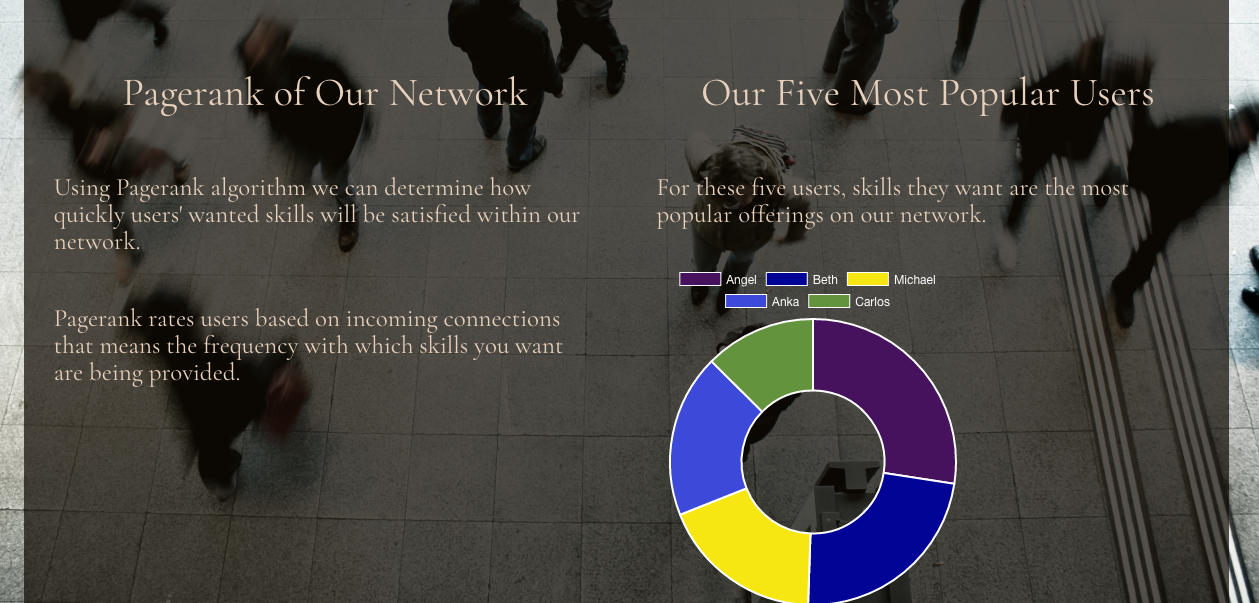 Pagerank of Our Network
Using Pagerank algorithm we can determine how
quickly users' wanted skills will be satisfied within our
network.
Pagerank rates users based on incoming connections
that means the frequency with which skills you want
are being provided.
Our Five Most Popular Users
For these five users, skills they want are the most
popular offerings on our network.
Angel Beth Michael
Anka Carlos